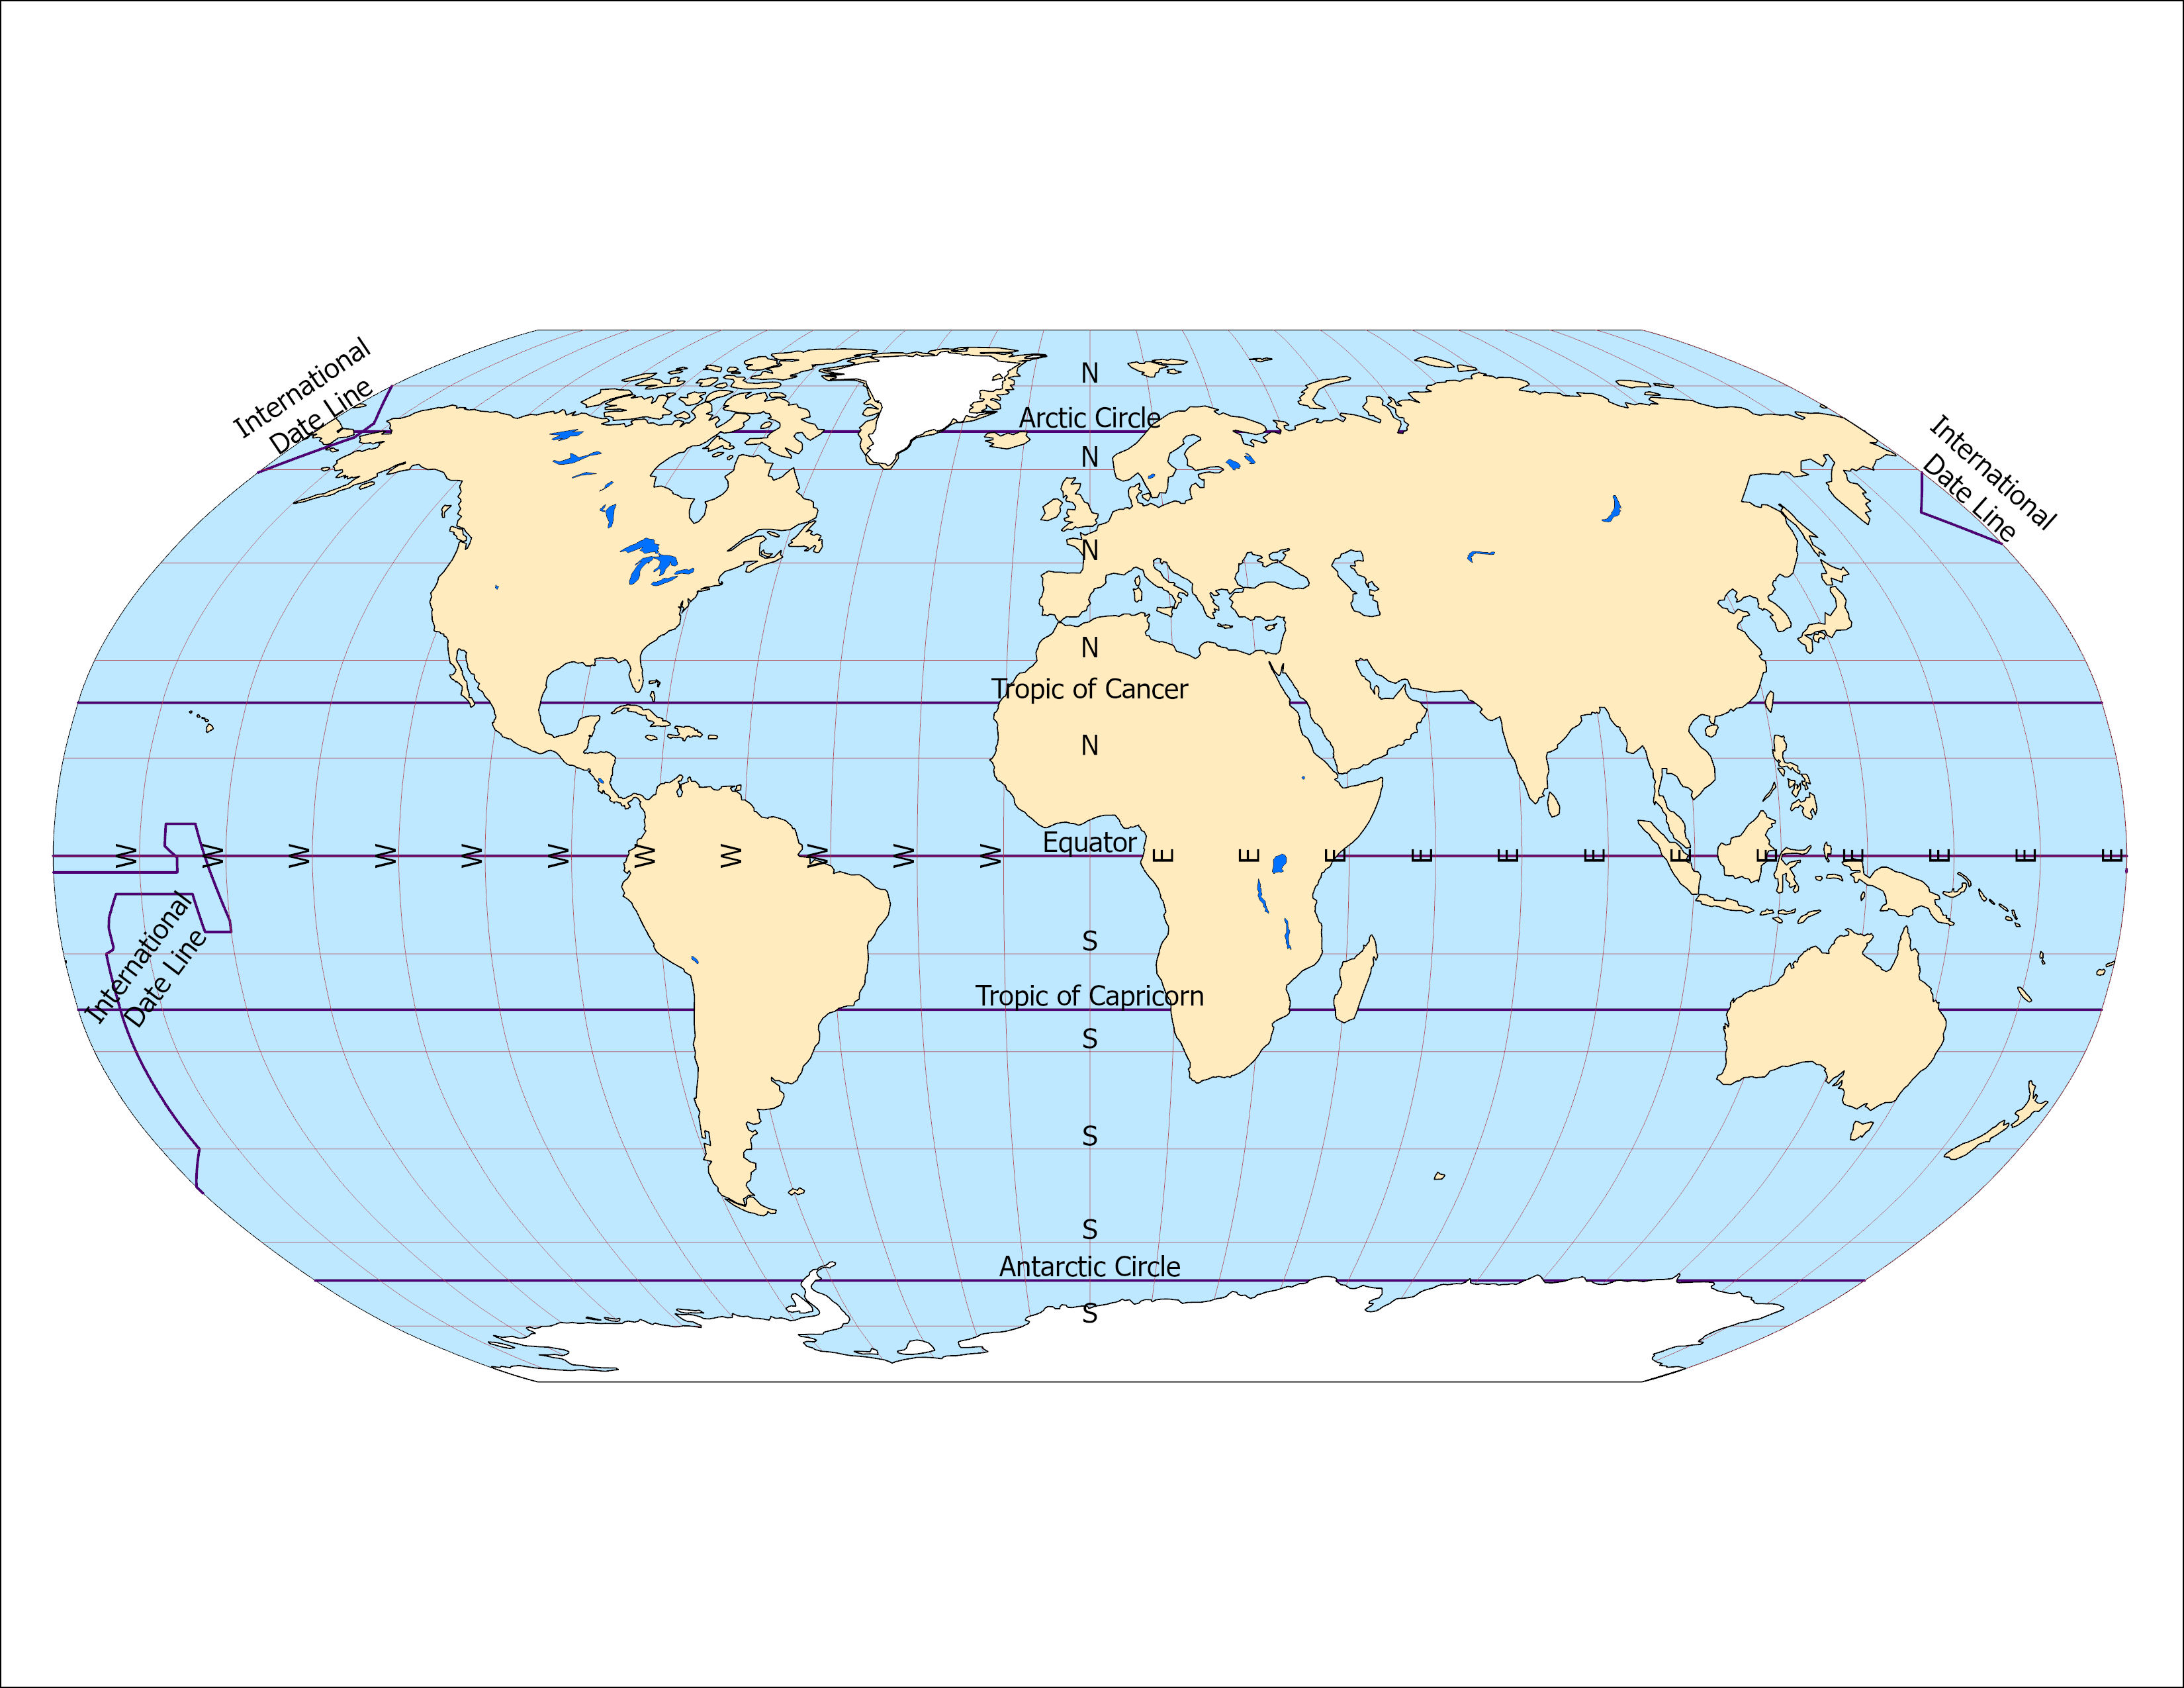 International
Date Line
N
Arctic Circle
N
International
Date Line
N
N
Tropic of Cancer
N
Equator
W W W W W W W W W W W E E E E E E E E E E E E
International
Date Line
S
Tropic of Capricorn
S
S
S
Antarctic Circle
S